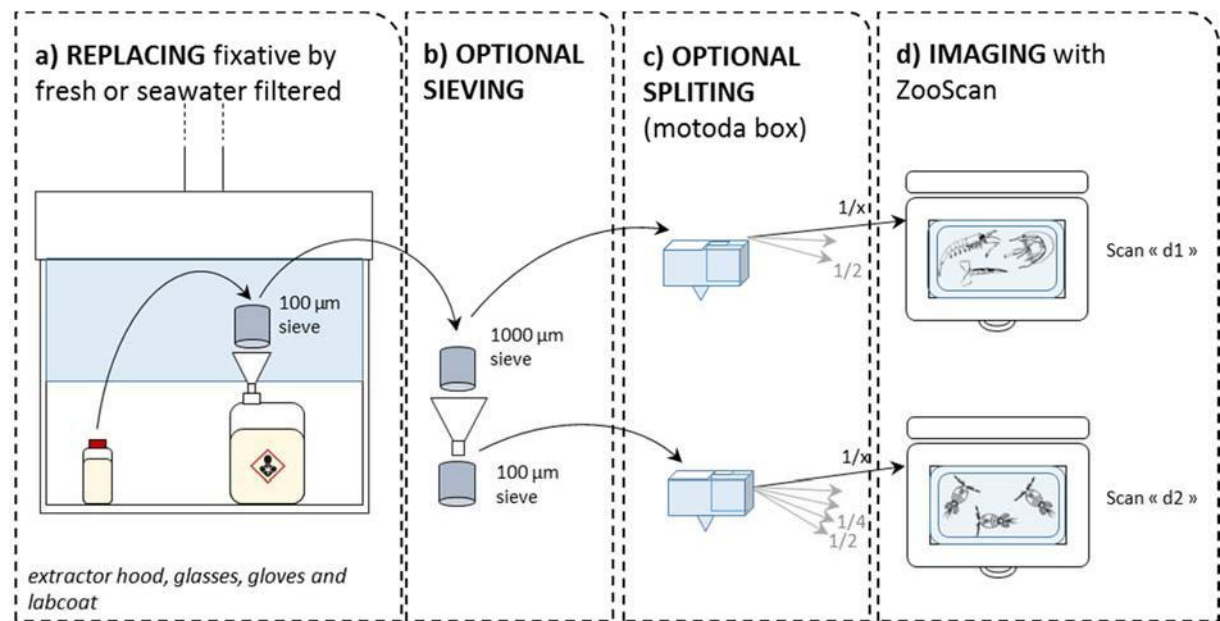 a) REPLACING fixative by
fresh or seawater filtered
100 µm
sieve
extractor hood, glasses, gloves and
labcoat
b) OPTIONAL
SIEVING
1000 µm
sieve
100 µm
sieve
c) OPTIONAL
SPLITING
(motoda box)
1/x
1/2
1/x
1/4
1/2
d) IMAGING with
ZooScan
Scan « d1 »
Scan « d2 »